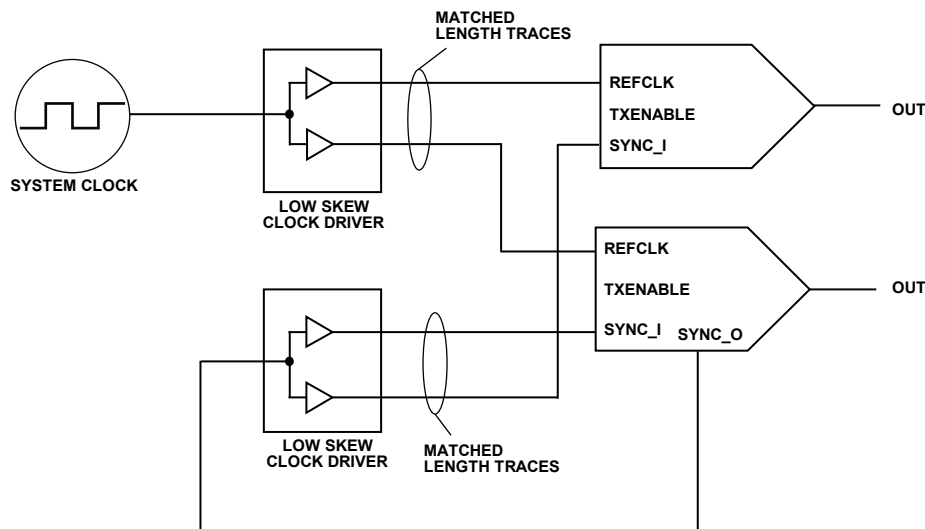 MATCHED
LENGTH TRACES
REFCLK
TXENABLE
SYNC_I
OUT
SYSTEM CLOCK
LOW SKEW
CLOCK DRIVER
REFCLK
TXENABLE
SYNC_I
SYNC_O
OUT
LOW SKEW
CLOCK DRIVER
MATCHED
LENGTH TRACES